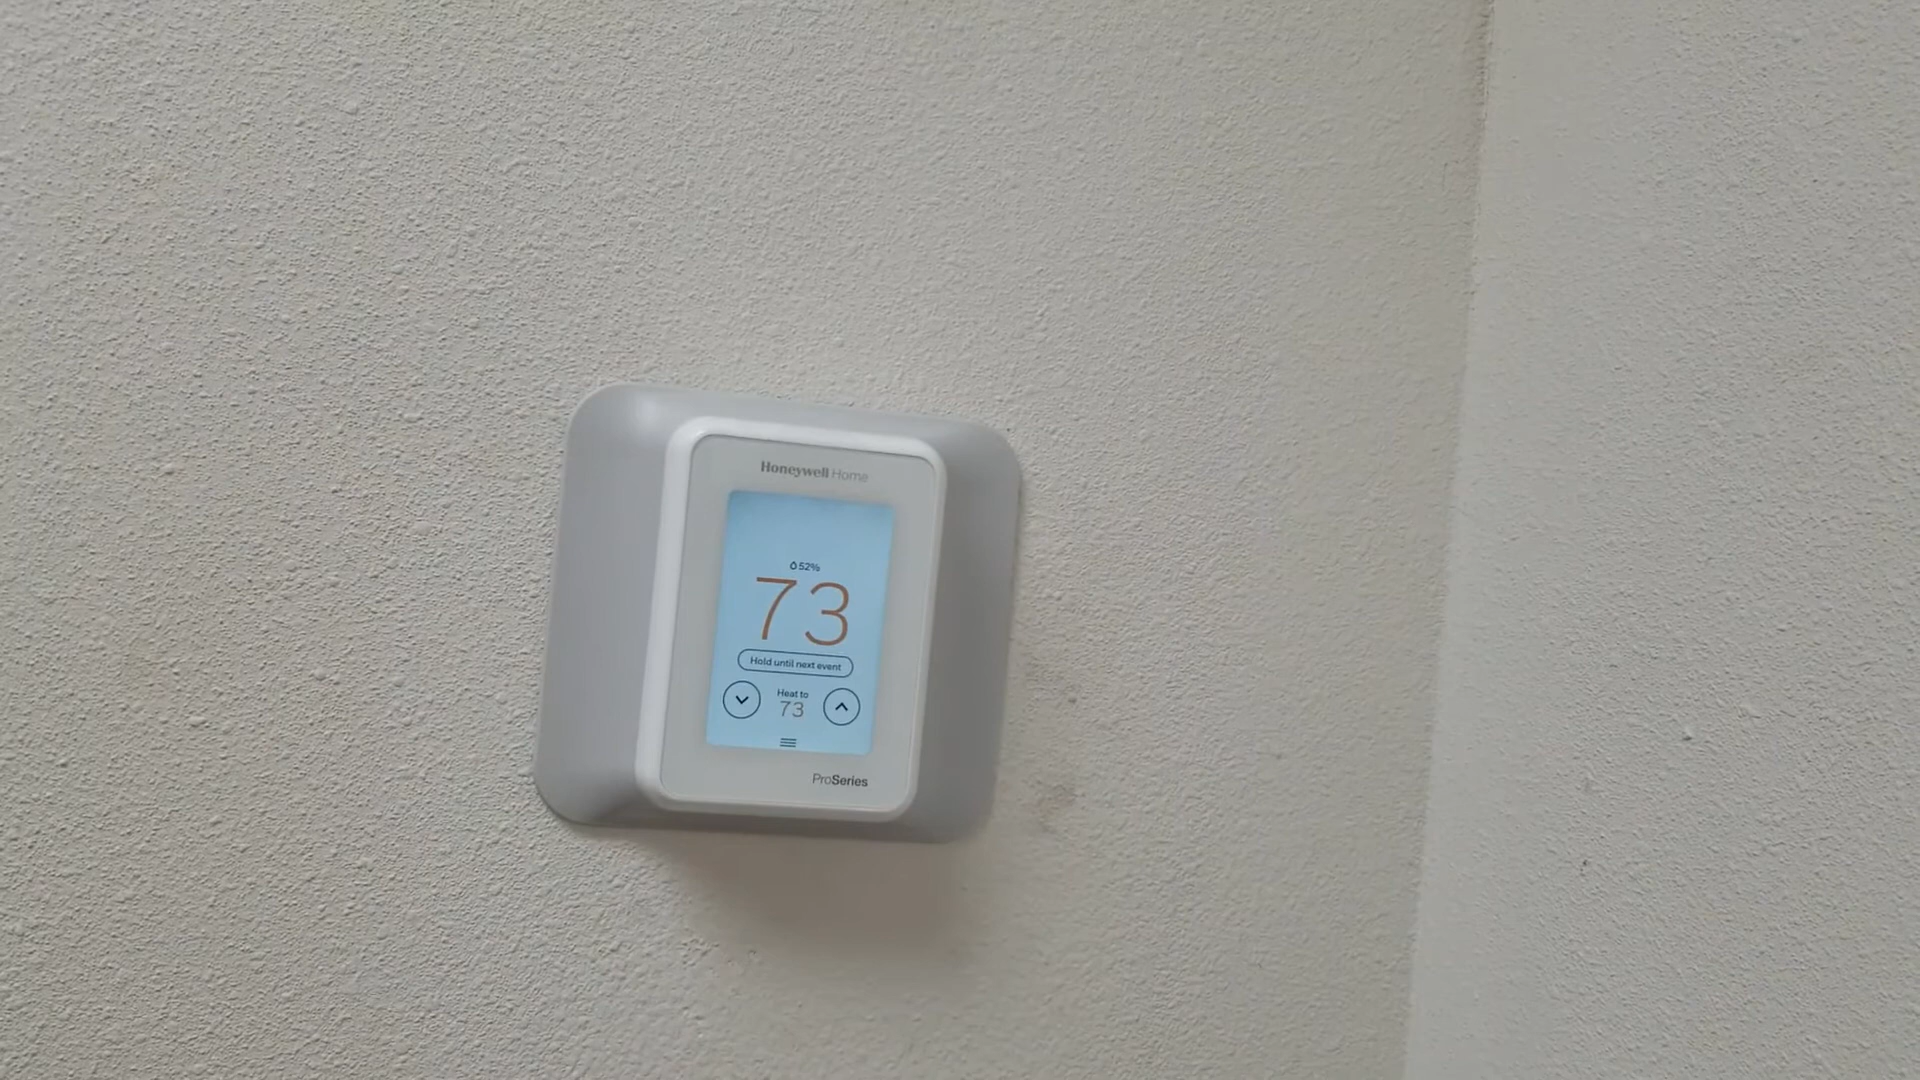 Honeywell Home
52%
73
Hold until next event
Heat to
73
ProSeries